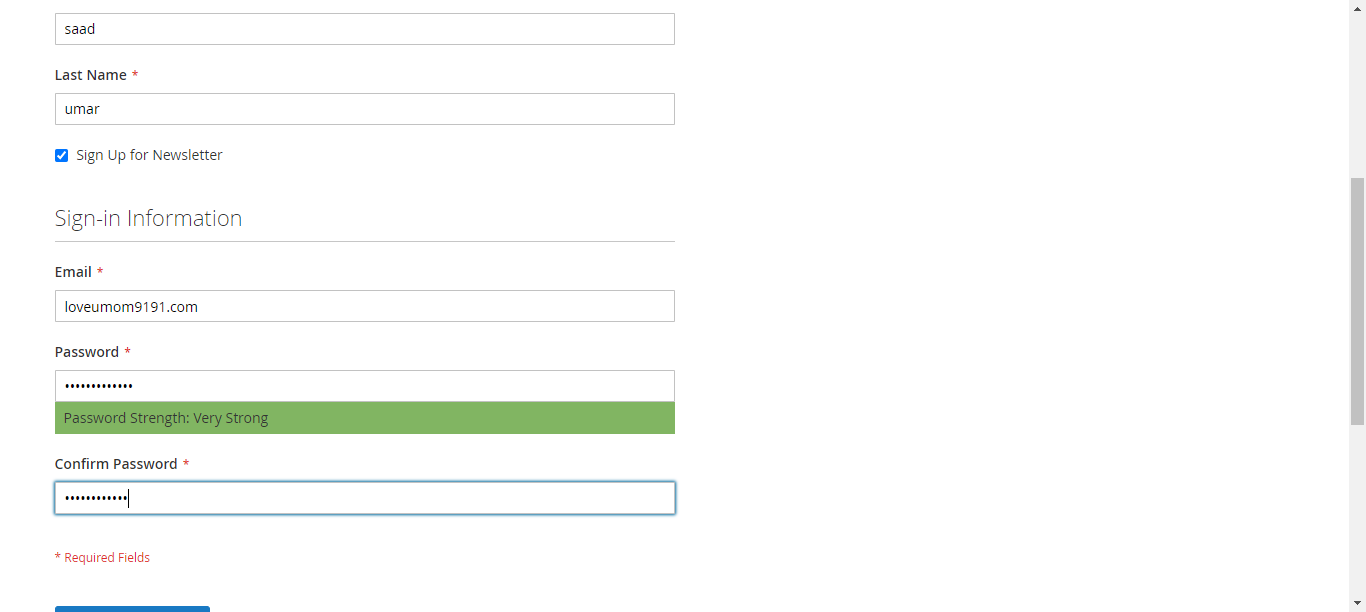 saad
Last Name *
umar
Sign Up for Newsletter
Sign-in Information
Email *
loveumom9191.com
Password *
•••••••••••••
Password Strength: Very Strong
Confirm Password *
••••••••••••
* Required Fields